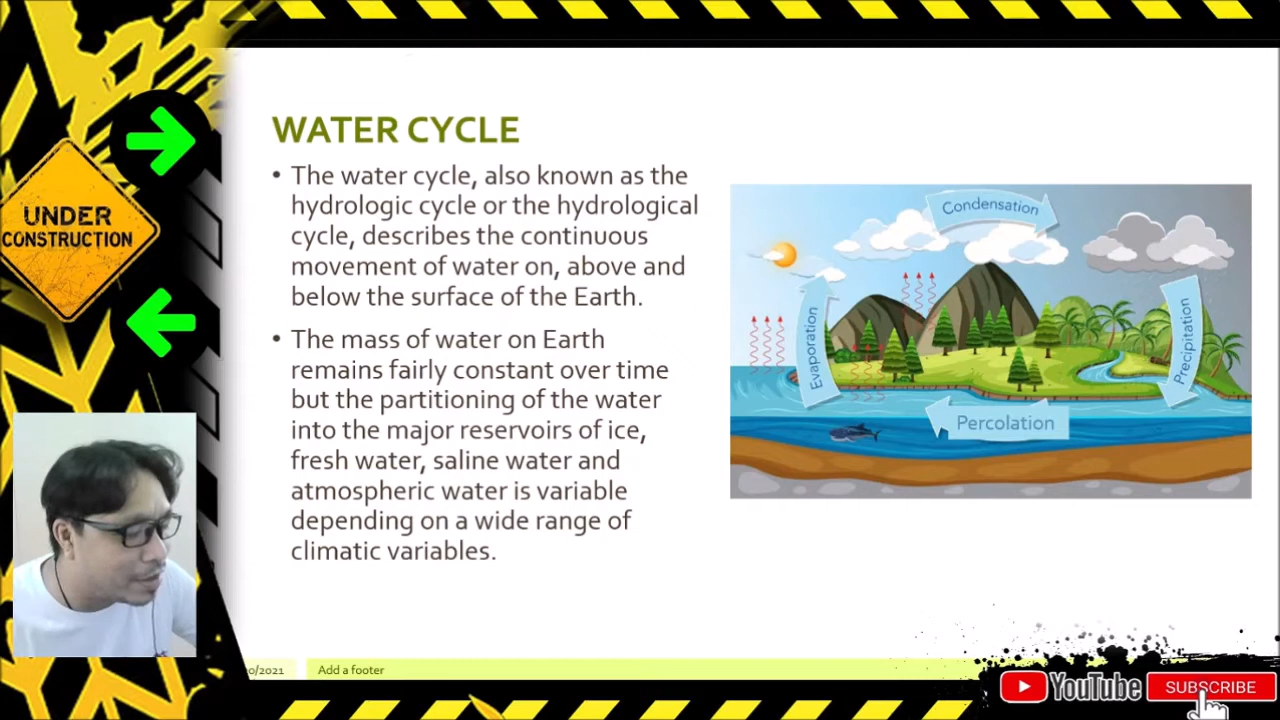 UNDER
CONSTRUCTION
WATER CYCLE
• The water cycle, also known as the
hydrologic cycle or the hydrological
cycle, describes the continuous
movement of water on, above and
below the surface of the Earth.
• The mass of water on Earth
remains fairly constant over time
but the partitioning of the water
into the major reservoirs of ice,
fresh water, saline water and
atmospheric water is variable
depending on a wide range of
climatic variables.
Condensation
Evaporation
Precipitation
Percolation
0/2021
Add a footer
YouTube
SUBSCRIBE